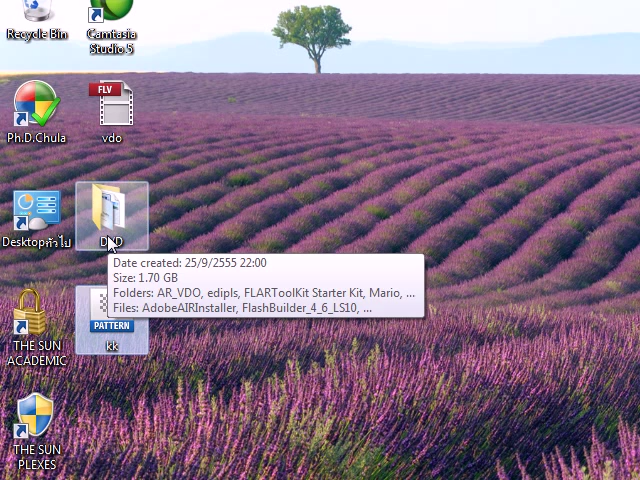 Recycle Bin
Camtasia
Studio 5
Ph.D.Chula
FLV
vdo
Desktopทั่วไป
Date created: 25/9/2555 22:00
Size: 1.70 GB
Folders: AR_VDO, edipls, FLARToolKit Starter Kit, Mario, ...
Files: AdobeAIRInstaller, FlashBuilder_4_6_LS10, ...
THE SUN
ACADEMIC
PATTERN
kk
THE SUN
PLEXES